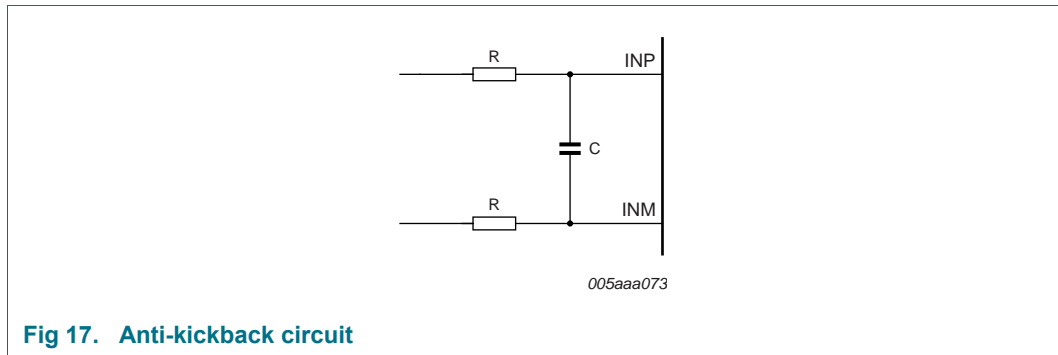 R
INP
C
R
INM
005aaa073
Fig 17. Anti-kickback circuit